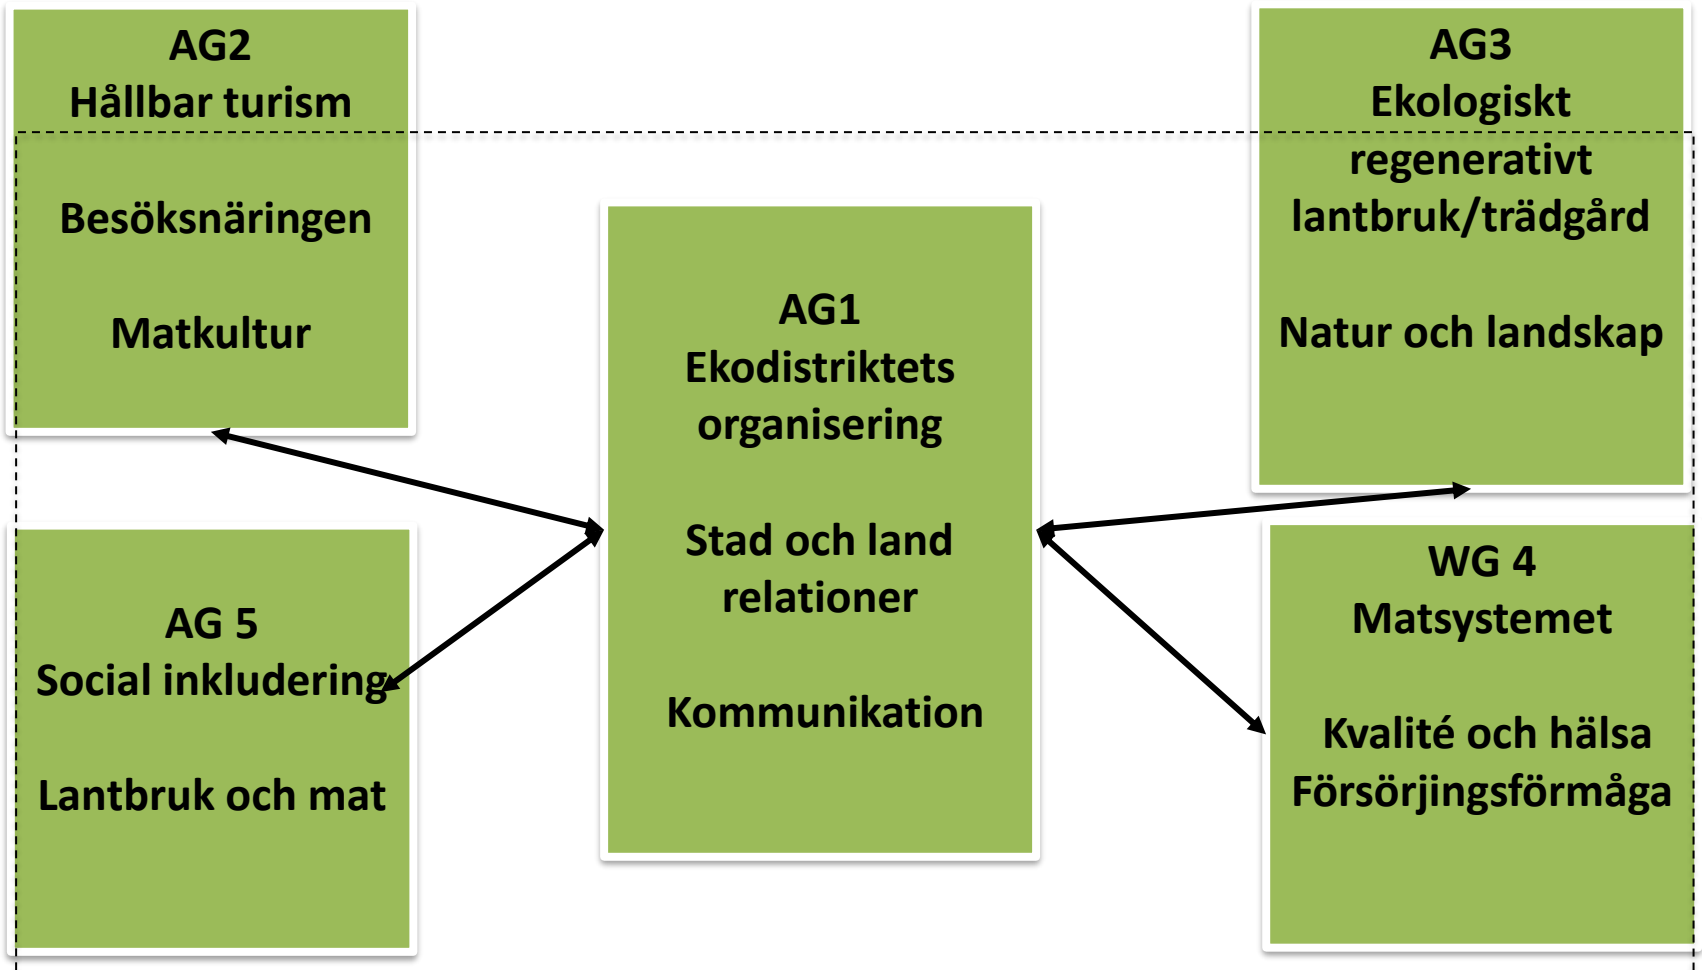 AG2
Hållbar turism
Besöksnäringen
Matkultur
AG3
Ekologiskt
regenerativt
lantbruk/trädgård
Natur och landskap
AG1
Ekodistriktets
organisering
Stad och land
relationer
Kommunikation
AG 5
Social inkludering
Lantbruk och mat
WG 4
Matsystemet
Kvalité och hälsa
Försörjingsförmåga